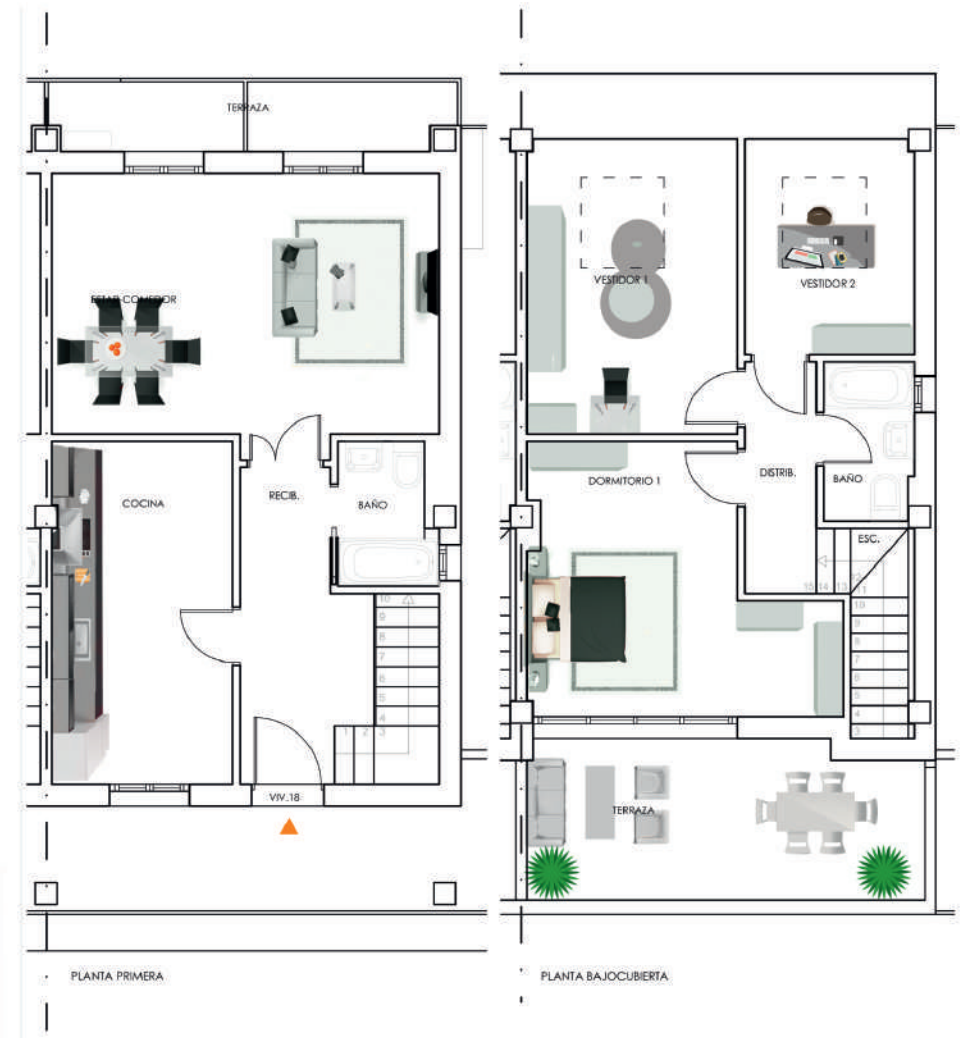 TERRAZA
ESTAR-COMEDOR
COCINA
RECIB.
BAÑO
10
9
8
7
6
5
4
1 2 3
VIV.18
PLANTA PRIMERA
VESTIDOR 1
VESTIDOR 2
DORMITORIO 1
DISTRIB.
BAÑO
ESC.
15 14 13 12
11
10
9
8
7
6
5
4
3
TERRAZA
PLANTA BAJOCUBIERTA